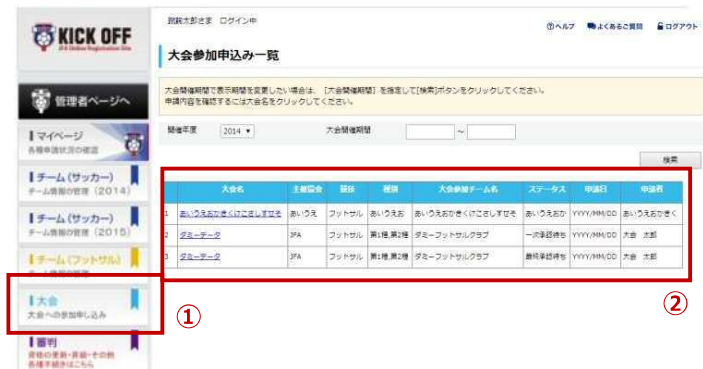 KICK OFF
JFA Online Registration Site
蹴鞠太郎さま ログイン中
ヘルプ
よくあるご質問
ログアウト
大会参加申込み一覧
管理者ページへ
大会開催期間で表示期間を変更したい場合は、［大会開催期間］を指定して[検索]ボタンをクリックしてください。
申請内容を確認するには大会名をクリックしてください。
マイページ
各種申請状況の確認
開催年度 2014 ▼ 大会開催期間 ～
検索
チーム(サッカー)
チーム情報の管理（2014）
チーム(サッカー)
チーム情報の管理（2015）
チーム(フットサル)
大会
大会への参加申し込み
審判
資格の更新・昇級・その他
各種手続きはこちら
大会名 主催協会 競技 種別 大会参加チーム名 ステータス 申請日 申請者
1 あいうえおかきくけこさしすせそ あいうえ フットサル あいうえお あいうえおかきくけこさしすせそ あいうえおか YYYY/MM/DD あいうえおかきく
2 ダミーデータ JFA フットサル 第1種,第2種 ダミーフットサルクラブ 一次承認待ち YYYY/MM/DD 大会 太郎
3 ダミーデータ JFA フットサル 第1種,第2種 ダミーフットサルクラブ 最終承認待ち YYYY/MM/DD 大会 太郎
①
②